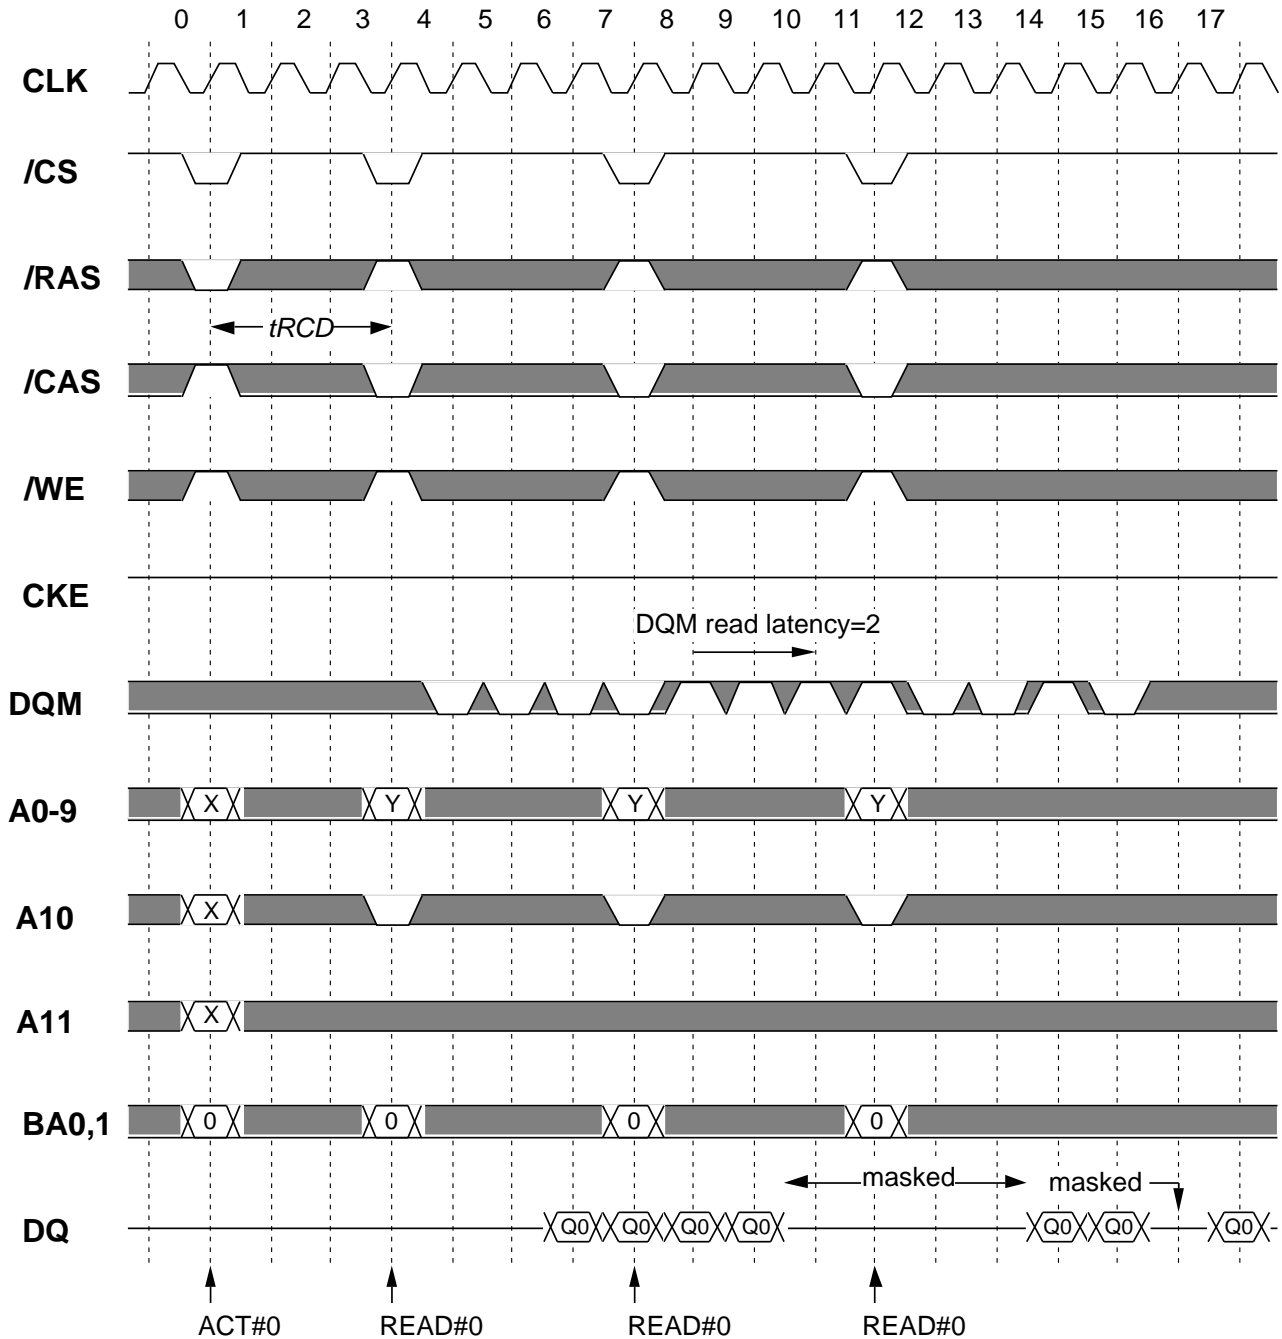 0 1 2 3 4 5 6 7 8 9 10 11 12 13 14 15 16 17
CLK
/CS
/RAS
tRCD
/CAS
/WE
CKE
DQM read latency=2
DQM
A0-9 X Y Y Y
A10 X
A11 X
BA0,1 0 0 0 0
masked masked
DQ Q0 Q0 Q0 Q0 Q0 Q0 Q0
ACT#0 READ#0 READ#0 READ#0